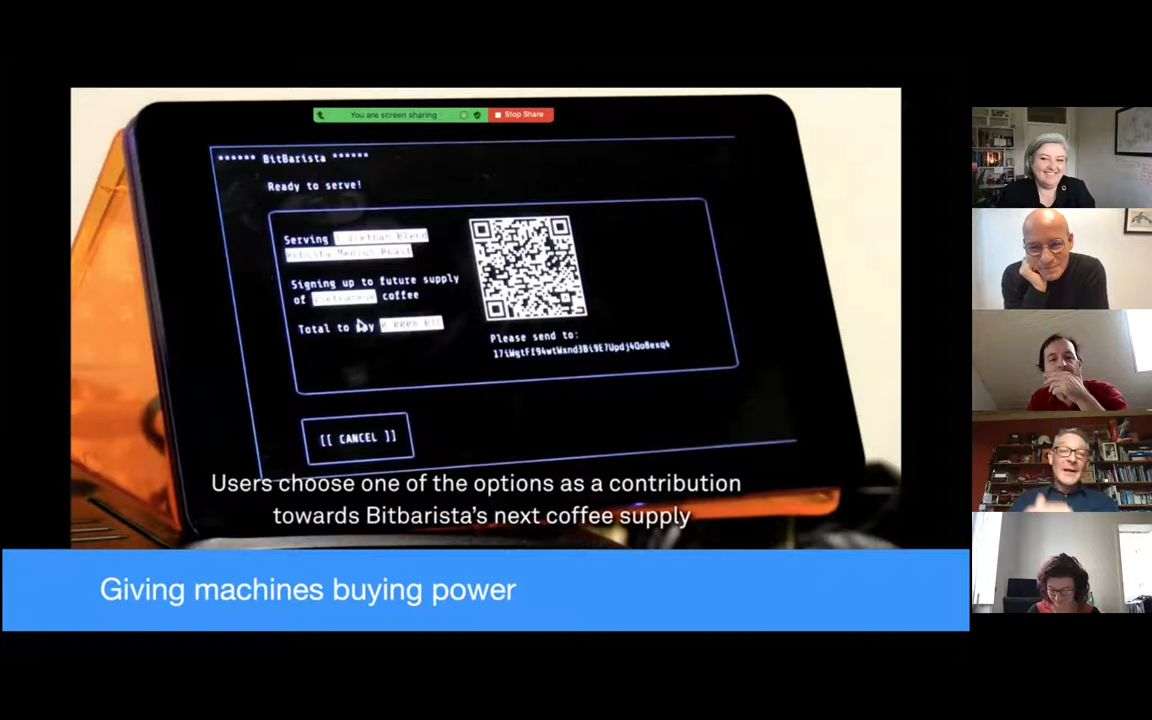 You are screen sharing
Stop Share
****** BitBarista ******
Ready to serve!
Serving
Signing up to future supply
of Vietnamese coffee
Total to pay
Please send to:
[[ CANCEL ]]
Users choose one of the options as a contribution
towards Bitbarista's next coffee supply
Giving machines buying power